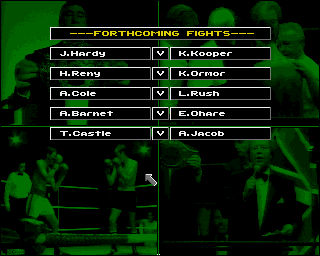 ---FORTHCOMING FIGHTS---
J.Hardy V K.Kooper
H.Reny V K.Ormor
A.Cole V L.Rush
A.Barnet V E.Ohare
T.Castle V A.Jacob